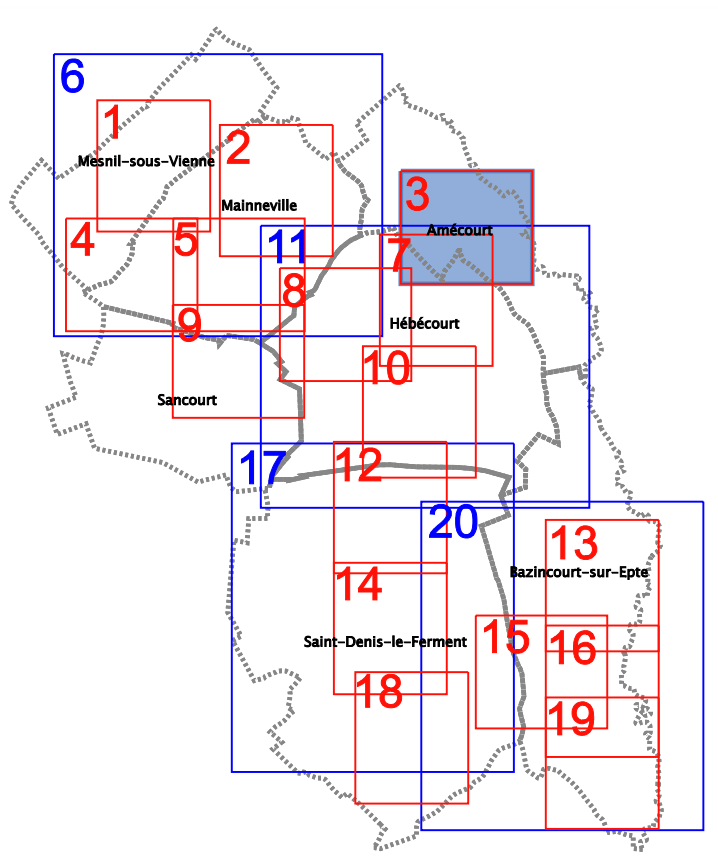 6
1
Mesnil-sous-Vienne
2
Mainneville
3
Amécourt
4
5
11
7
8
9
Hébécourt
10
Sancourt
12
17
20
13
Bazincourt-sur-Epte
14
Saint-Denis-le-Ferment
15
16
18
19